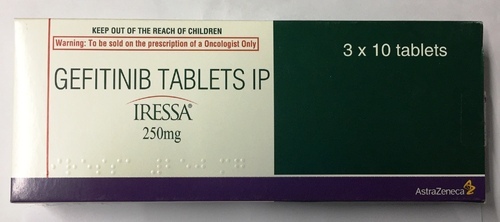 KEEP OUT OF THE REACH OF CHILDREN
Warning: To be sold on the prescription of a Oncologist Only
3 x 10 tablets
GEFITINIB TABLETS IP
IRESSA®
250mg
AstraZeneca